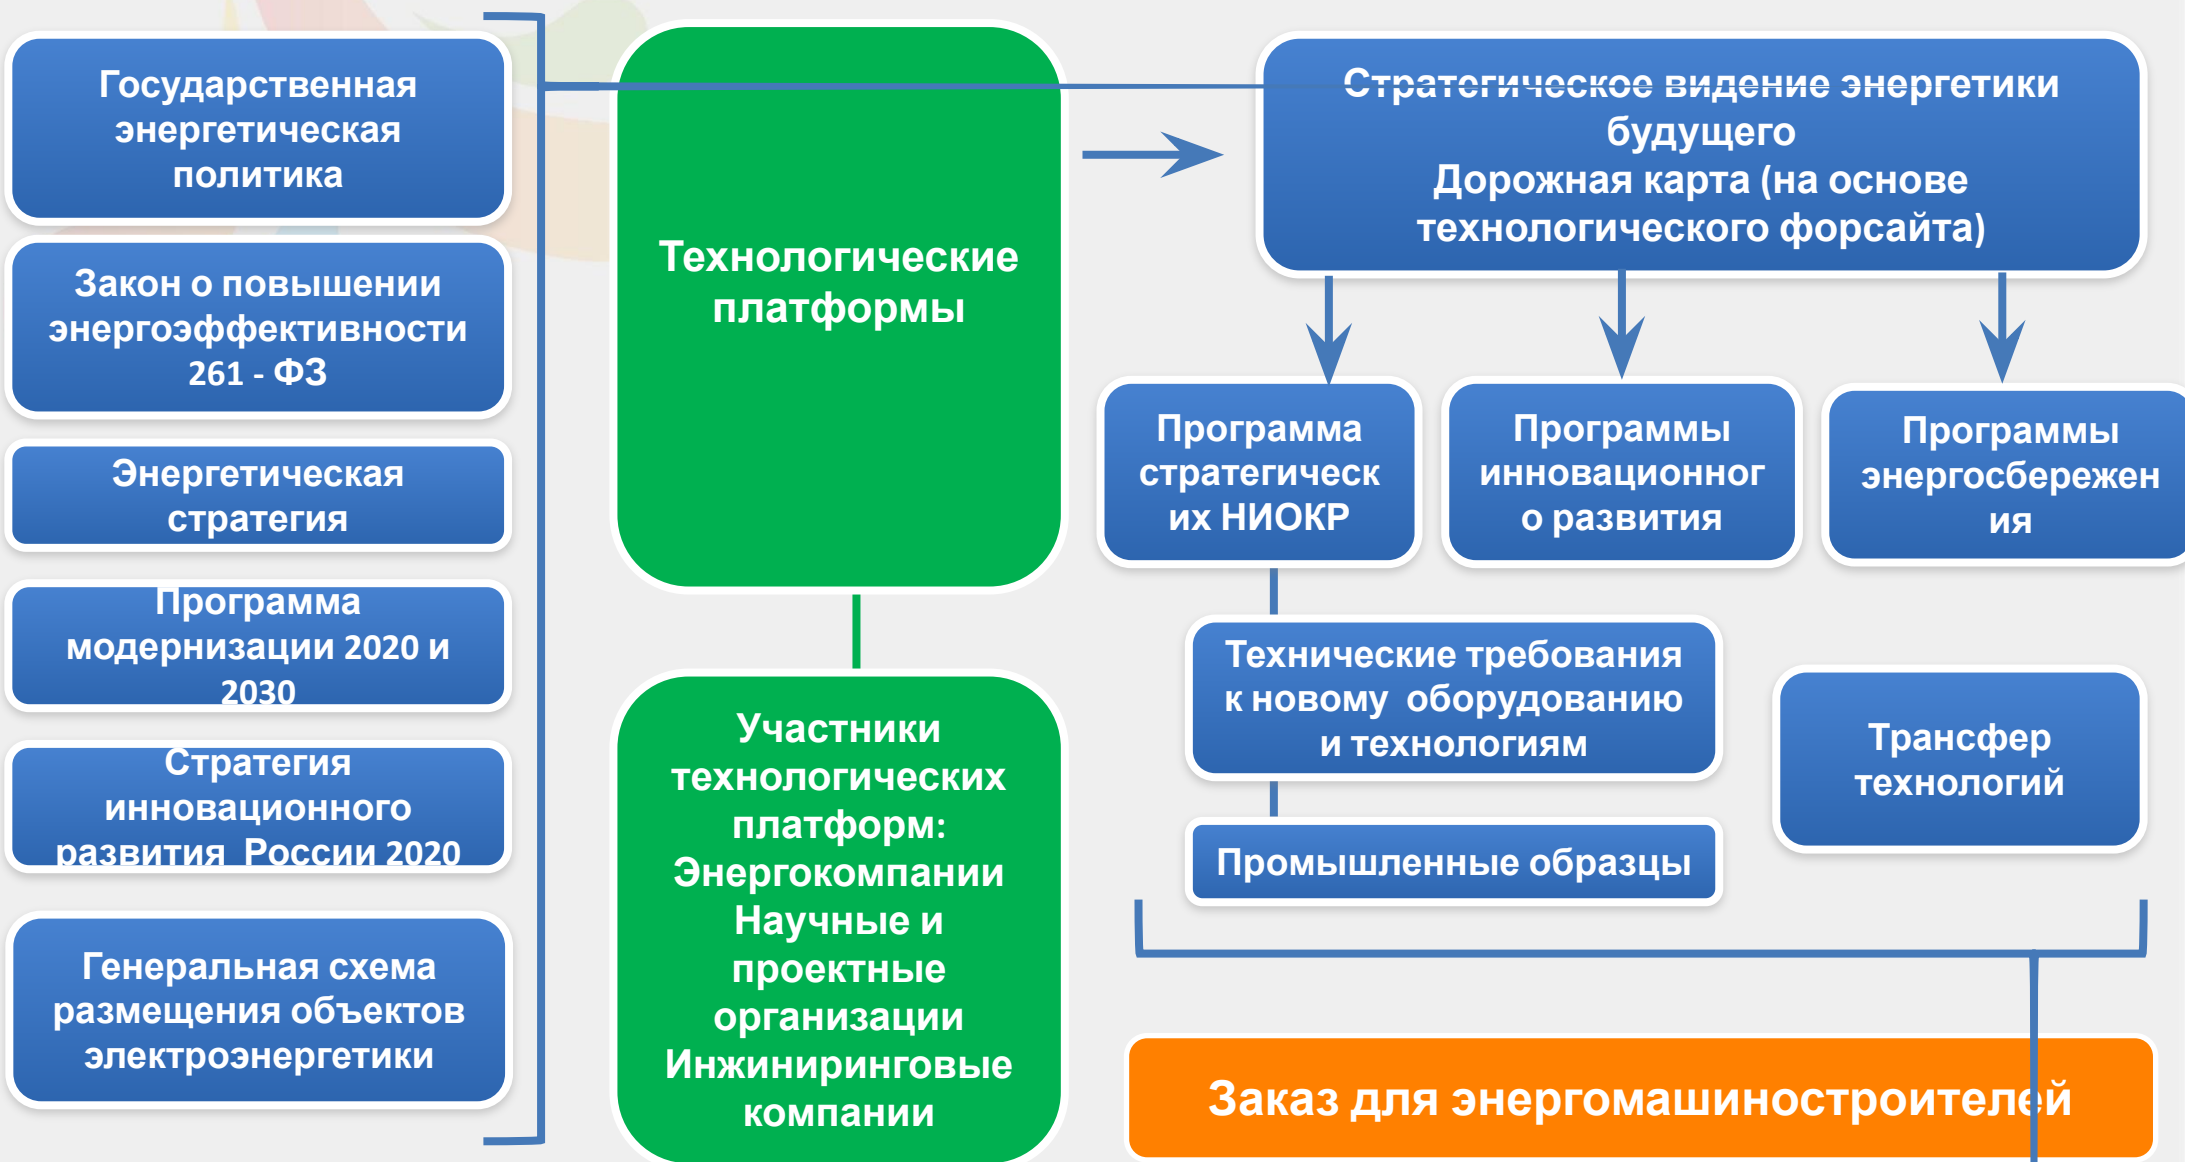 Государственная
энергетическая
политика
Закон о повышении
энергоэффективности
261 - ФЗ
Энергетическая
стратегия
Программа
модернизации 2020 и
2030
Стратегия
инновационного
развития  России 2020
Генеральная схема
размещения объектов
электроэнергетики
Технологические
платформы
Участники
технологических
платформ:
Энергокомпании
Научные и
проектные
организации
Инжиниринговые
компании
Стратегическое видение энергетики
будущего
Дорожная карта (на основе
технологического форсайта)
Программа
стратегическ
их НИОКР
Программы
инновационног
о развития
Программы
энергосбережен
ия
Технические требования
к новому  оборудованию
и технологиям
Трансфер
технологий
Промышленные образцы
Заказ для энергомашиностроителей